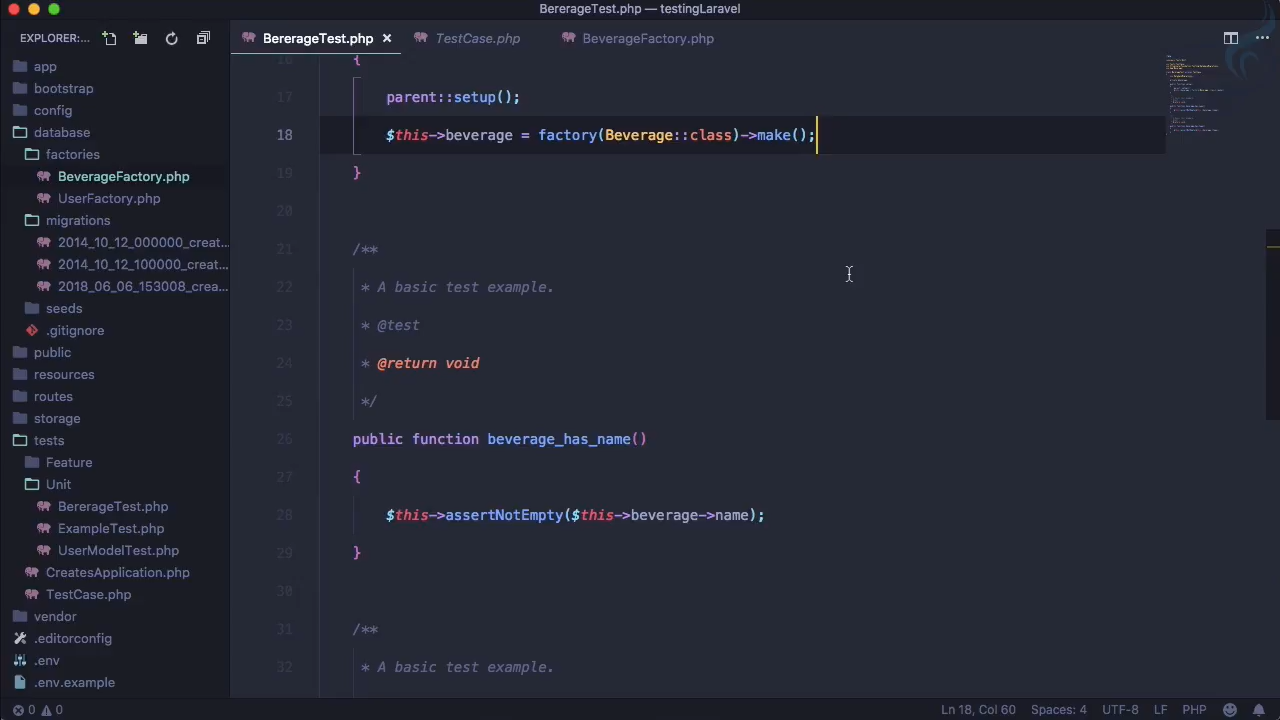 BererageTest.php — testingLaravel
EXPLORER:...
BererageTest.php
TestCase.php
BeverageFactory.php
app
bootstrap
config
database
factories
BeverageFactory.php
UserFactory.php
migrations
2014_10_12_000000_creat...
2014_10_12_100000_creat...
2018_06_06_153008_crea...
seeds
.gitignore
public
resources
routes
storage
tests
Feature
Unit
BererageTest.php
ExampleTest.php
UserModelTest.php
CreatesApplication.php
TestCase.php
vendor
.editorconfig
.env
.env.example
16 {
17 parent::setup();
18 $this->beverage = factory(Beverage::class)->make();
19 }
20
21 /**
22 * A basic test example.
23 * @test
24 * @return void
25 */
26 public function beverage_has_name()
27 {
28 $this->assertNotEmpty($this->beverage->name);
29 }
30
31 /**
32 * A basic test example.
0 0
Ln 18, Col 60 Spaces: 4 UTF-8 LF PHP